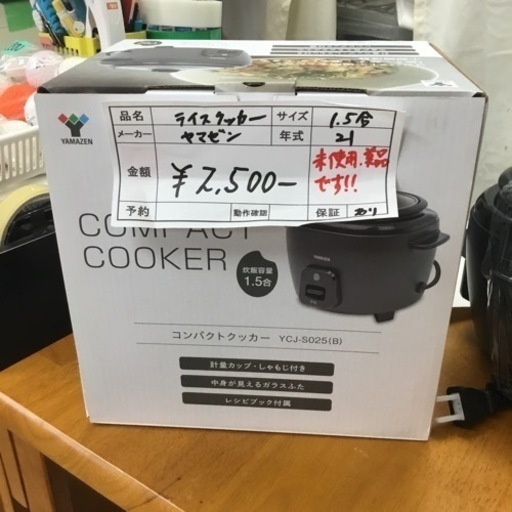 YAMAZEN
品名 ライスクッカー サイズ 1.5合
メーカー ヤマゼン 年式 21
金額 ¥2,500-
未使用.美品
です!!
予約 動作確認 保証 あり
COMPACT
COOKER
炊飯容量
1.5合
コンパクトクッカー YCJ-S025(B)
計量カップ・しゃもじ付き
中身が見えるガラスふた
レシピブック付属